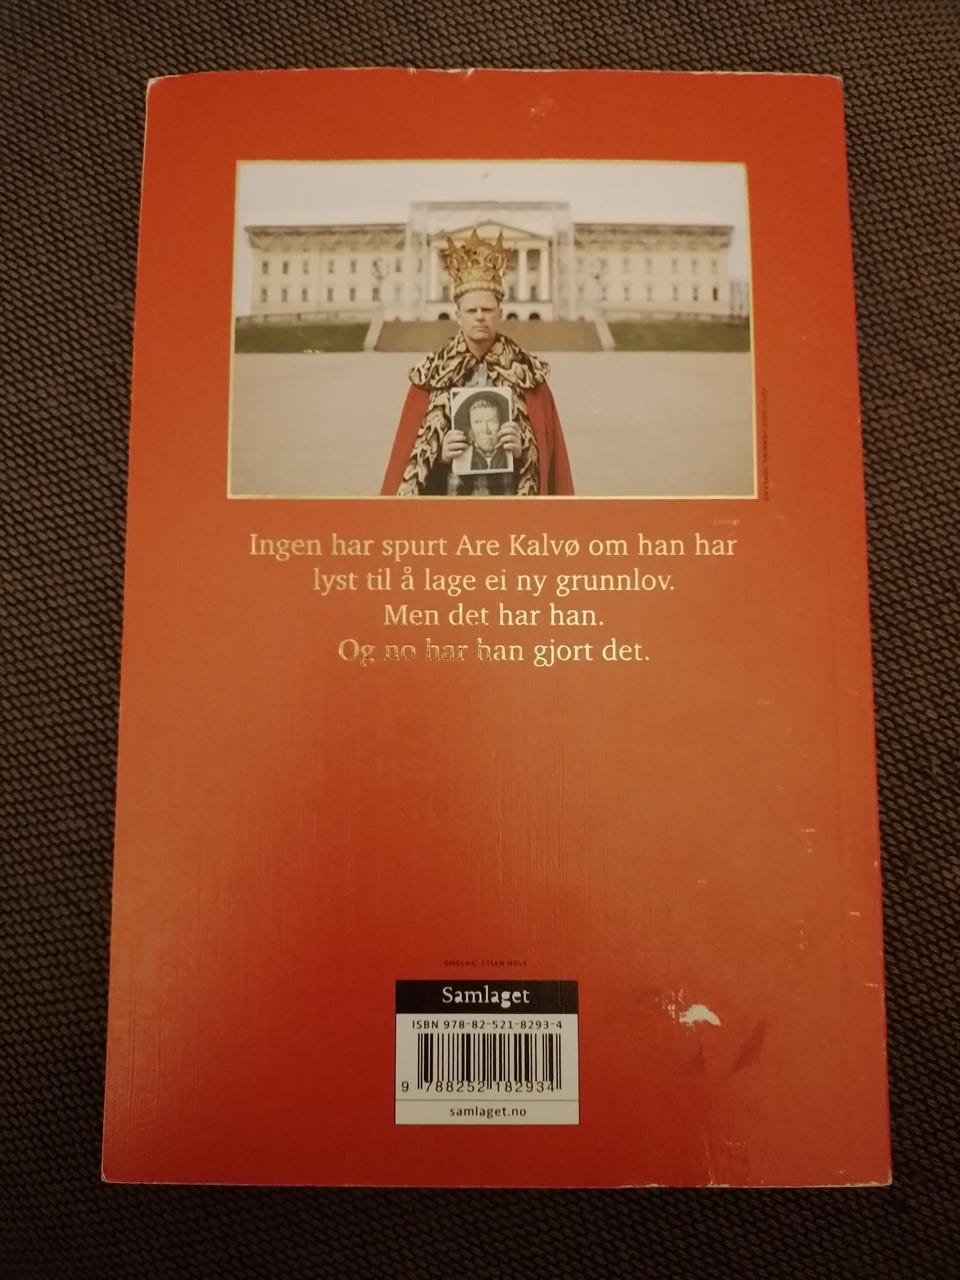 Ingen har spurt Are Kalvø om han har
lyst til å lage ei ny grunnlov.
Men det har han.
Og no har han gjort det.
OMSLAG: STIAN HOLE
Samlaget
ISBN 978-82-521-8293-4
9 788252 182934
samlaget.no